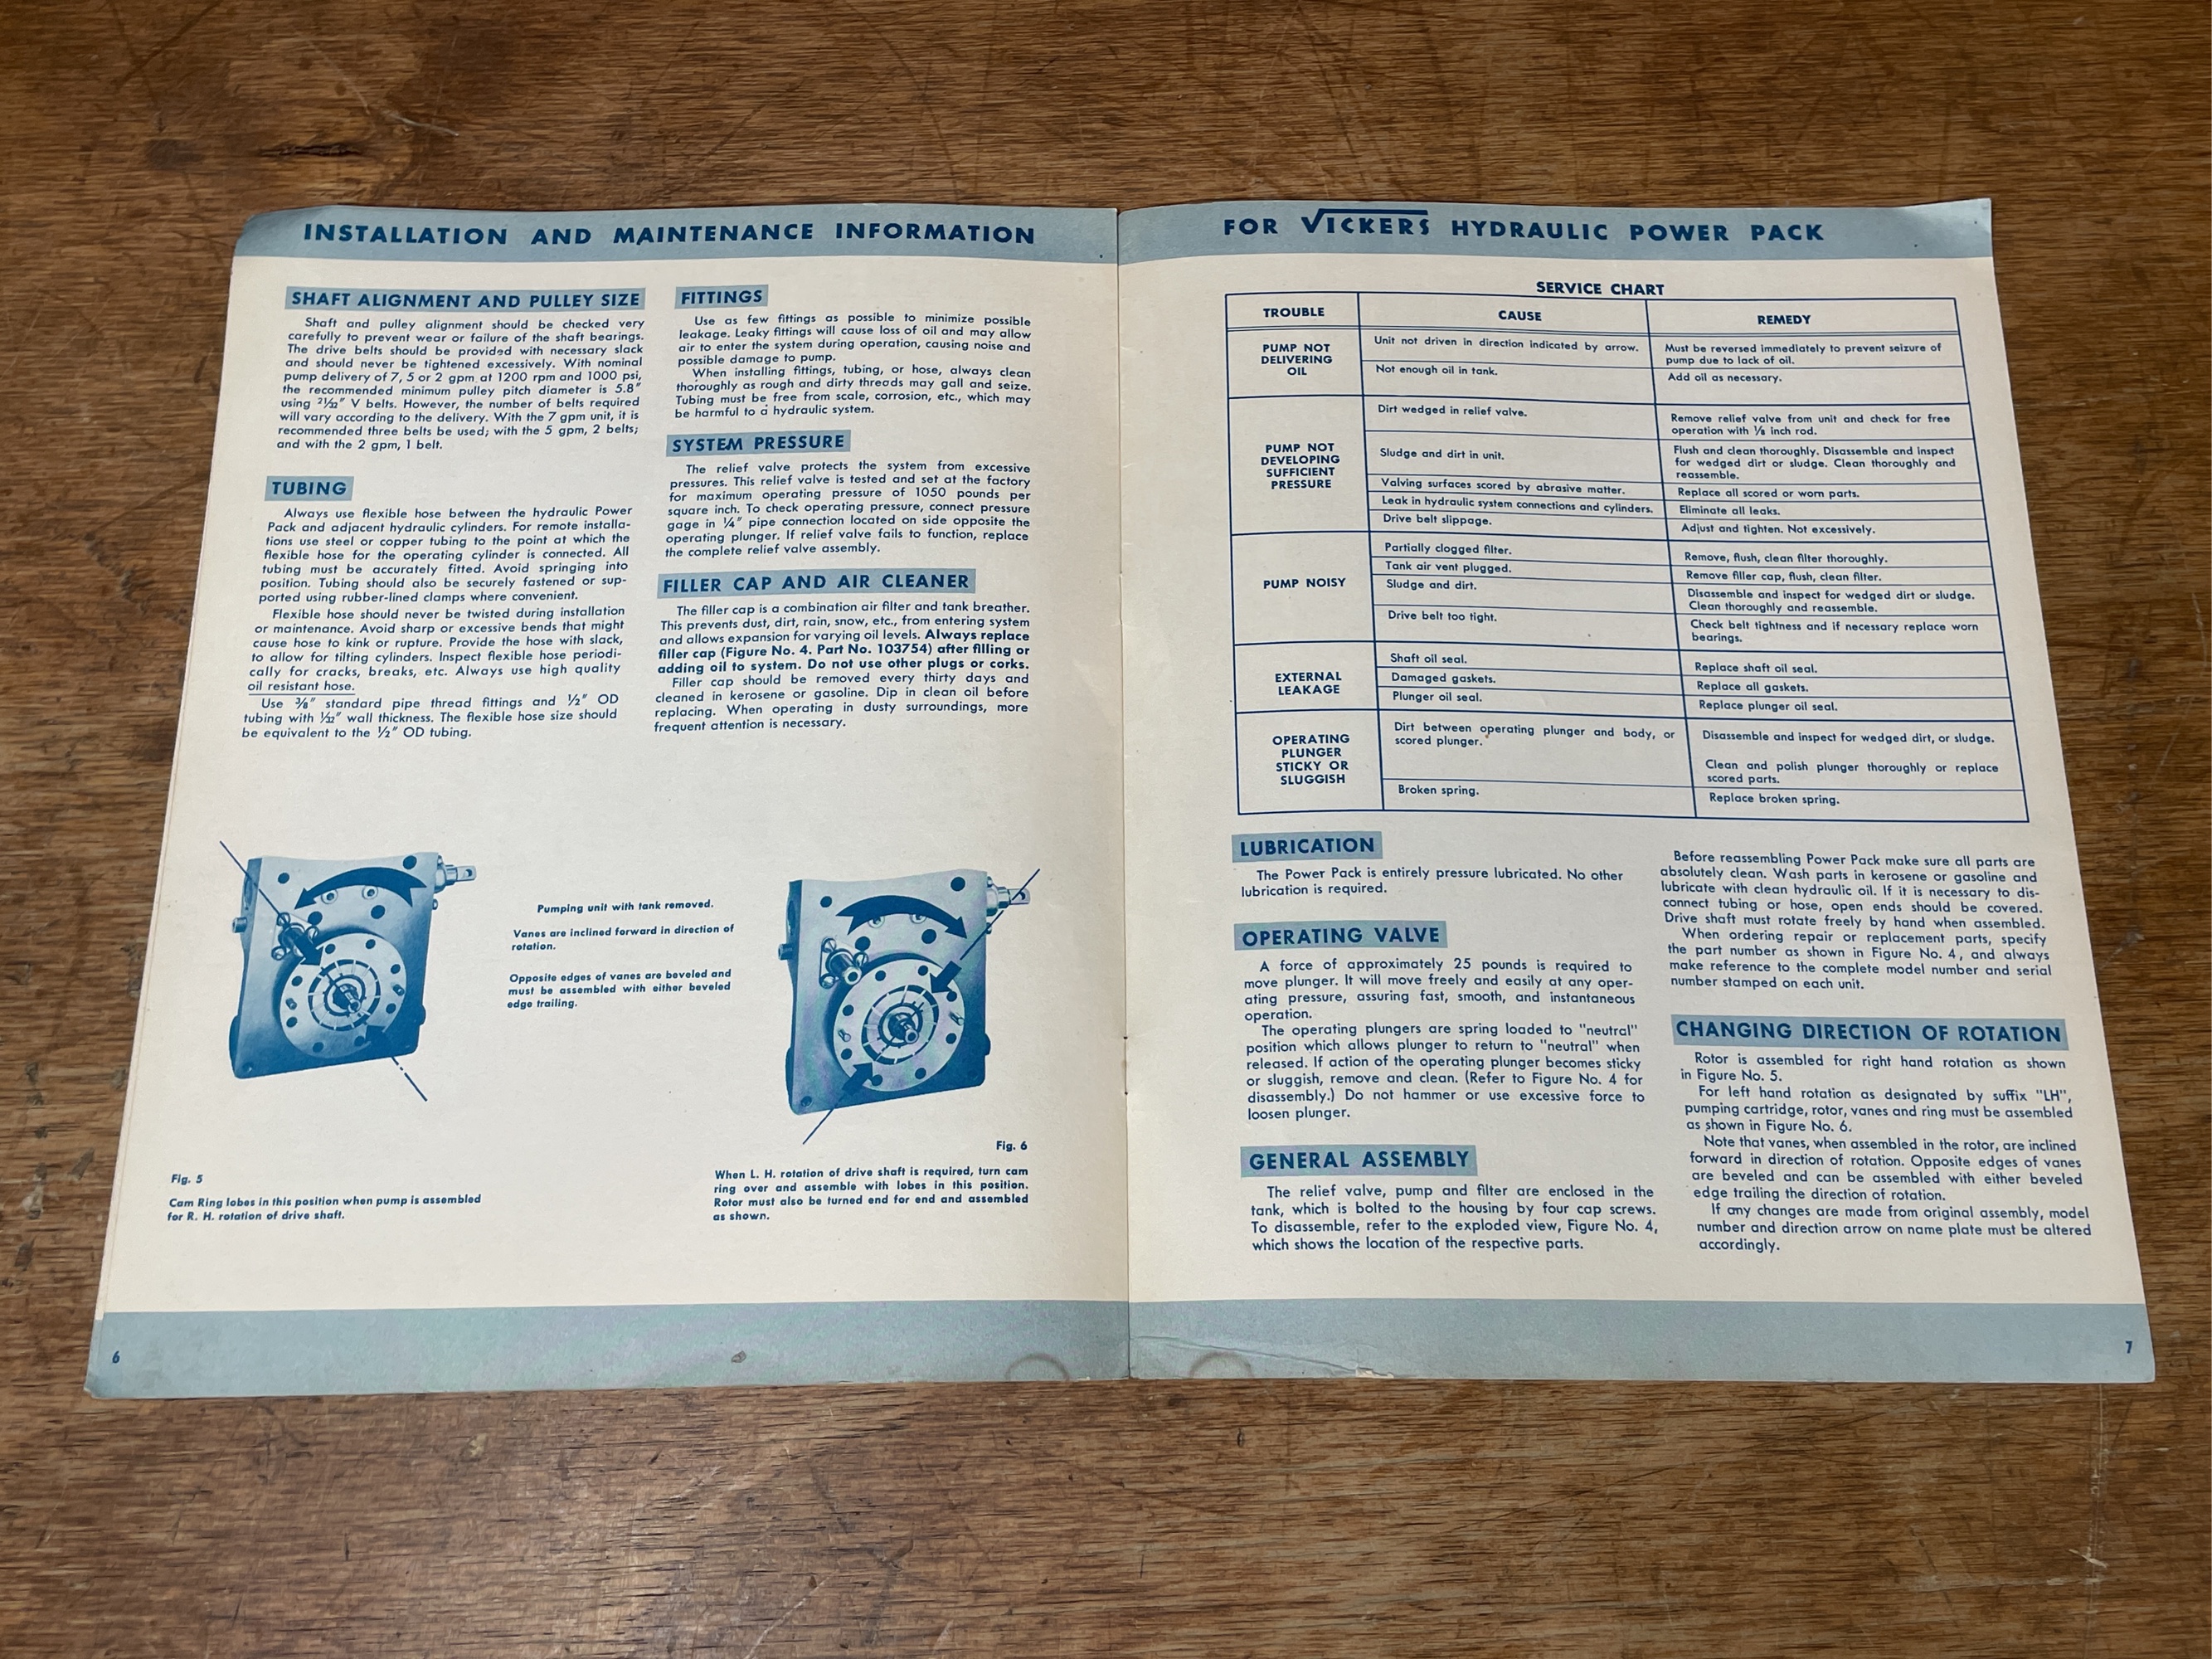 INSTALLATION AND MAINTENANCE INFORMATION
SHAFT ALIGNMENT AND PULLEY SIZE
Shaft and pulley alignment should be checked very
carefully to prevent wear or failure of the shaft bearings.
The drive belts should be provided with necessary slack
and should never be tightened excessively. With nominal
pump delivery of 7, 5 or 2 gpm at 1200 rpm and 1000 psi,
the recommended minimum pulley pitch diameter is 5.8"
using 21/32" V belts. However, the number of belts required
will vary according to the delivery. With the 7 gpm unit, it is
recommended three belts be used; with the 5 gpm, 2 belts;
and with the 2 gpm, 1 belt.
TUBING
Always use flexible hose between the hydraulic Power
Pack and adjacent hydraulic cylinders. For remote installa-
tions use steel or copper tubing to the point at which the
flexible hose for the operating cylinder is connected. All
tubing must be accurately fitted. Avoid springing into
position. Tubing should also be securely fastened or sup-
ported using rubber-lined clamps where convenient.
Flexible hose should never be twisted during installation
or maintenance. Avoid sharp or excessive bends that might
cause hose to kink or rupture. Provide the hose with slack,
to allow for tilting cylinders. Inspect flexible hose periodi-
cally for cracks, breaks, etc. Always use high quality
oil resistant hose.
Use 3/8" standard pipe thread fittings and 1/2" OD
tubing with 1/32" wall thickness. The flexible hose size should
be equivalent to the 1/2" OD tubing.
FITTINGS
Use as few fittings as possible to minimize possible
leakage. Leaky fittings will cause loss of oil and may allow
air to enter the system during operation, causing noise and
possible damage to pump.
When installing fittings, tubing, or hose, always clean
thoroughly as rough and dirty threads may gall and seize.
Tubing must be free from scale, corrosion, etc., which may
be harmful to a hydraulic system.
SYSTEM PRESSURE
The relief valve protects the system from excessive
pressures. This relief valve is tested and set at the factory
for maximum operating pressure of 1050 pounds per
square inch. To check operating pressure, connect pressure
gage in 1/4" pipe connection located on side opposite the
operating plunger. If relief valve fails to function, replace
the complete relief valve assembly.
FILLER CAP AND AIR CLEANER
The filler cap is a combination air filter and tank breather.
This prevents dust, dirt, rain, snow, etc., from entering system
and allows expansion for varying oil levels. Always replace
filler cap (Figure No. 4. Part No. 103754) after filling or
adding oil to system. Do not use other plugs or corks.
Filler cap should be removed every thirty days and
cleaned in kerosene or gasoline. Dip in clean oil before
replacing. When operating in dusty surroundings, more
frequent attention is necessary.
Pumping unit with tank removed.
Vanes are inclined forward in direction of
rotation.
Opposite edges of vanes are beveled and
must be assembled with either beveled
edge trailing.
Fig. 5
Cam Ring lobes in this position when pump is assembled
for R. H. rotation of drive shaft.
Fig. 6
When L. H. rotation of drive shaft is required, turn cam
ring over and assemble with lobes in this position.
Rotor must also be turned end for end and assembled
as shown.
6
FOR VICKERS HYDRAULIC POWER PACK
SERVICE CHART
TROUBLE CAUSE REMEDY
PUMP NOT
DELIVERING
OIL
Unit not driven in direction indicated by arrow.
Must be reversed immediately to prevent seizure of
pump due to lack of oil.
Not enough oil in tank.
Add oil as necessary.
PUMP NOT
DEVELOPING
SUFFICIENT
PRESSURE
Dirt wedged in relief valve.
Remove relief valve from unit and check for free
operation with 1/8 inch rod.
Sludge and dirt in unit.
Flush and clean thoroughly. Disassemble and inspect
for wedged dirt or sludge. Clean thoroughly and
reassemble.
Valving surfaces scored by abrasive matter.
Replace all scored or worn parts.
Leak in hydraulic system connections and cylinders.
Eliminate all leaks.
Drive belt slippage.
Adjust and tighten. Not excessively.
PUMP NOISY
Partially clogged filter.
Remove, flush, clean filter thoroughly.
Tank air vent plugged.
Remove filler cap, flush, clean filter.
Sludge and dirt.
Disassemble and inspect for wedged dirt or sludge.
Clean thoroughly and reassemble.
Drive belt too tight.
Check belt tightness and if necessary replace worn
bearings.
EXTERNAL
LEAKAGE
Shaft oil seal.
Replace shaft oil seal.
Damaged gaskets.
Replace all gaskets.
Plunger oil seal.
Replace plunger oil seal.
OPERATING
PLUNGER
STICKY OR
SLUGGISH
Dirt between operating plunger and body, or
scored plunger.
Disassemble and inspect for wedged dirt, or sludge.
Clean and polish plunger thoroughly or replace
scored parts.
Broken spring.
Replace broken spring.
LUBRICATION
The Power Pack is entirely pressure lubricated. No other
lubrication is required.
OPERATING VALVE
A force of approximately 25 pounds is required to
move plunger. It will move freely and easily at any oper-
ating pressure, assuring fast, smooth, and instantaneous
operation.
The operating plungers are spring loaded to "neutral"
position which allows plunger to return to "neutral" when
released. If action of the operating plunger becomes sticky
or sluggish, remove and clean. (Refer to Figure No. 4 for
disassembly.) Do not hammer or use excessive force to
loosen plunger.
GENERAL ASSEMBLY
The relief valve, pump and filter are enclosed in the
tank, which is bolted to the housing by four cap screws.
To disassemble, refer to the exploded view, Figure No. 4,
which shows the location of the respective parts.
Before reassembling Power Pack make sure all parts are
absolutely clean. Wash parts in kerosene or gasoline and
lubricate with clean hydraulic oil. If it is necessary to dis-
connect tubing or hose, open ends should be covered.
Drive shaft must rotate freely by hand when assembled.
When ordering repair or replacement parts, specify
the part number as shown in Figure No. 4, and always
make reference to the complete model number and serial
number stamped on each unit.
CHANGING DIRECTION OF ROTATION
Rotor is assembled for right hand rotation as shown
in Figure No. 5.
For left hand rotation as designated by suffix "LH",
pumping cartridge, rotor, vanes and ring must be assembled
as shown in Figure No. 6.
Note that vanes, when assembled in the rotor, are inclined
forward in direction of rotation. Opposite edges of vanes
are beveled and can be assembled with either beveled
edge trailing the direction of rotation.
If any changes are made from original assembly, model
number and direction arrow on name plate must be altered
accordingly.
7